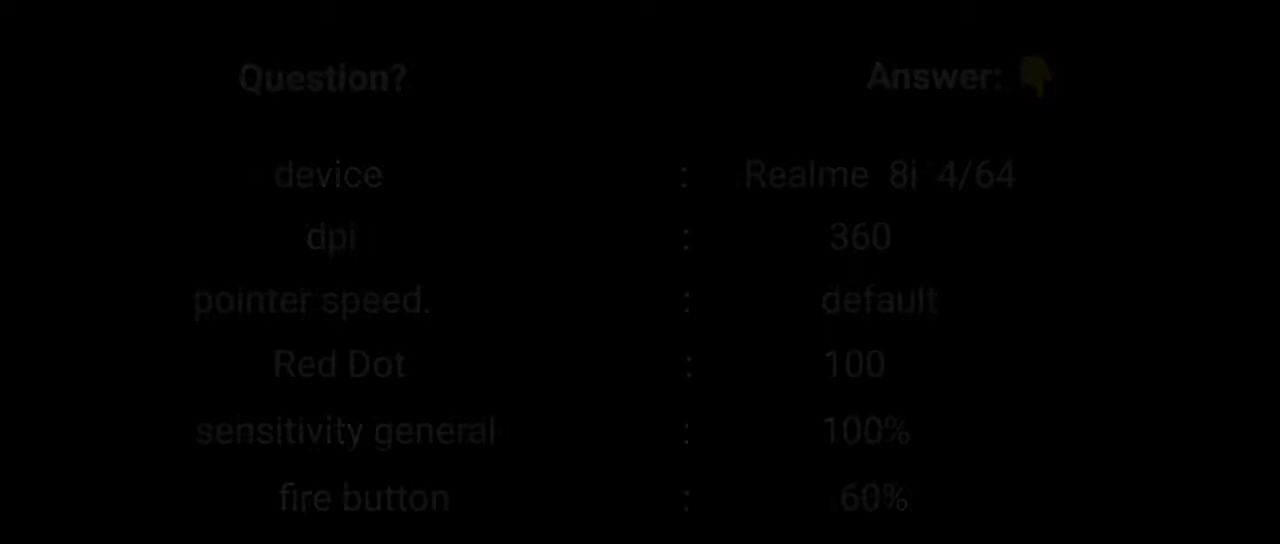 Question? Answer: 👇
device : Realme 8i 4/64
dpi : 360
pointer speed. : default
Red Dot : 100
sensitivity general : 100%
fire button : 60%